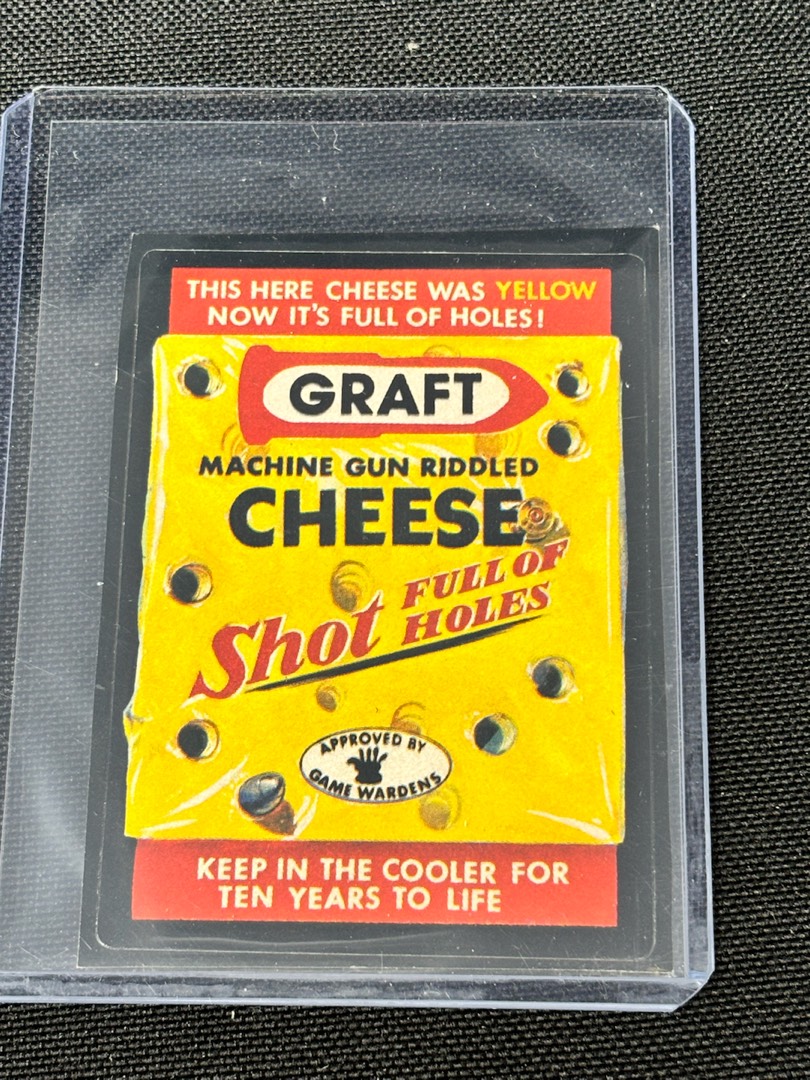 THIS HERE CHEESE WAS YELLOW
NOW IT'S FULL OF HOLES!
GRAFT
MACHINE GUN RIDDLED
CHEESE
Shot FULL OF
HOLES
APPROVED BY
GAME WARDENS
KEEP IN THE COOLER FOR
TEN YEARS TO LIFE